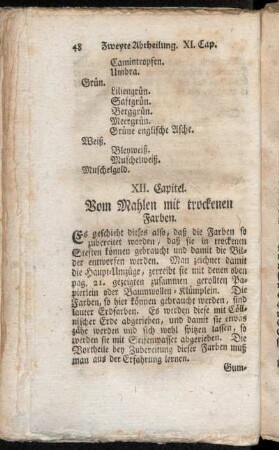 48 Zweyte Abtheilung. XI. Cap.
Camintropfen.
Umbra.
Grün.
Liliengrün.
Saftgrün.
Berggrün.
Meergrün.
Grüne englische Asche.
Weiß.
Bleyweiß.
Muschelweiß.
Muschelgold.
XII. Capitel.
Vom Mahlen mit trockenen
Farben.
Es geschieht dieses also, daß die Farben so
zubereitet worden, daß sie in trockenen
Stoffen können gebraucht und damit die Bil-
der entworfen werden. Man zeichnet damit
die Haupt-Umzüge, zerreibt sie mit denen oben
pag. 21. gezeigten zusammen gerollten Pa-
pierlein oder Baumwollen-Klümplein. Die
Farben, so hier können gebraucht werden, sind
lauter Erdfarben. Es werden diese mit Cöll-
nischer Erde abgerieben, und damit sie etwas
zähe werden und sich wohl spitzen lassen, so
werden sie mit Seifenwasser abgerieben. Die
Vortheile bey Zubereitung dieser Farben muß
man aus der Erfahrung lernen.
Gum-